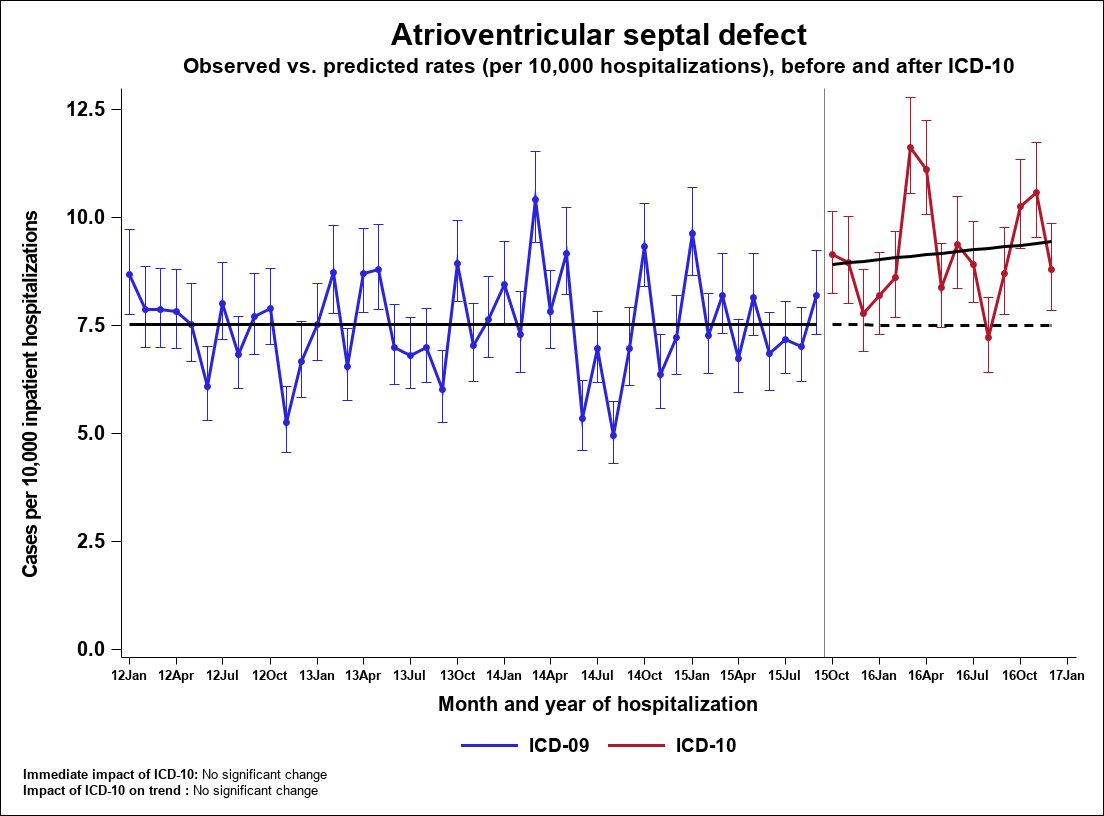 Atrioventricular septal defect
Observed vs. predicted rates (per 10,000 hospitalizations), before and after ICD-10
Cases per 10,000 inpatient hospitalizations
12.5
10.0
7.5
5.0
2.5
0.0
12Jan 12Apr 12Jul 12Oct 13Jan 13Apr 13Jul 13Oct 14Jan 14Apr 14Jul 14Oct 15Jan 15Apr 15Jul 15Oct 16Jan 16Apr 16Jul 16Oct 17Jan
Month and year of hospitalization
ICD-09 ICD-10
Immediate impact of ICD-10: No significant change
Impact of ICD-10 on trend : No significant change